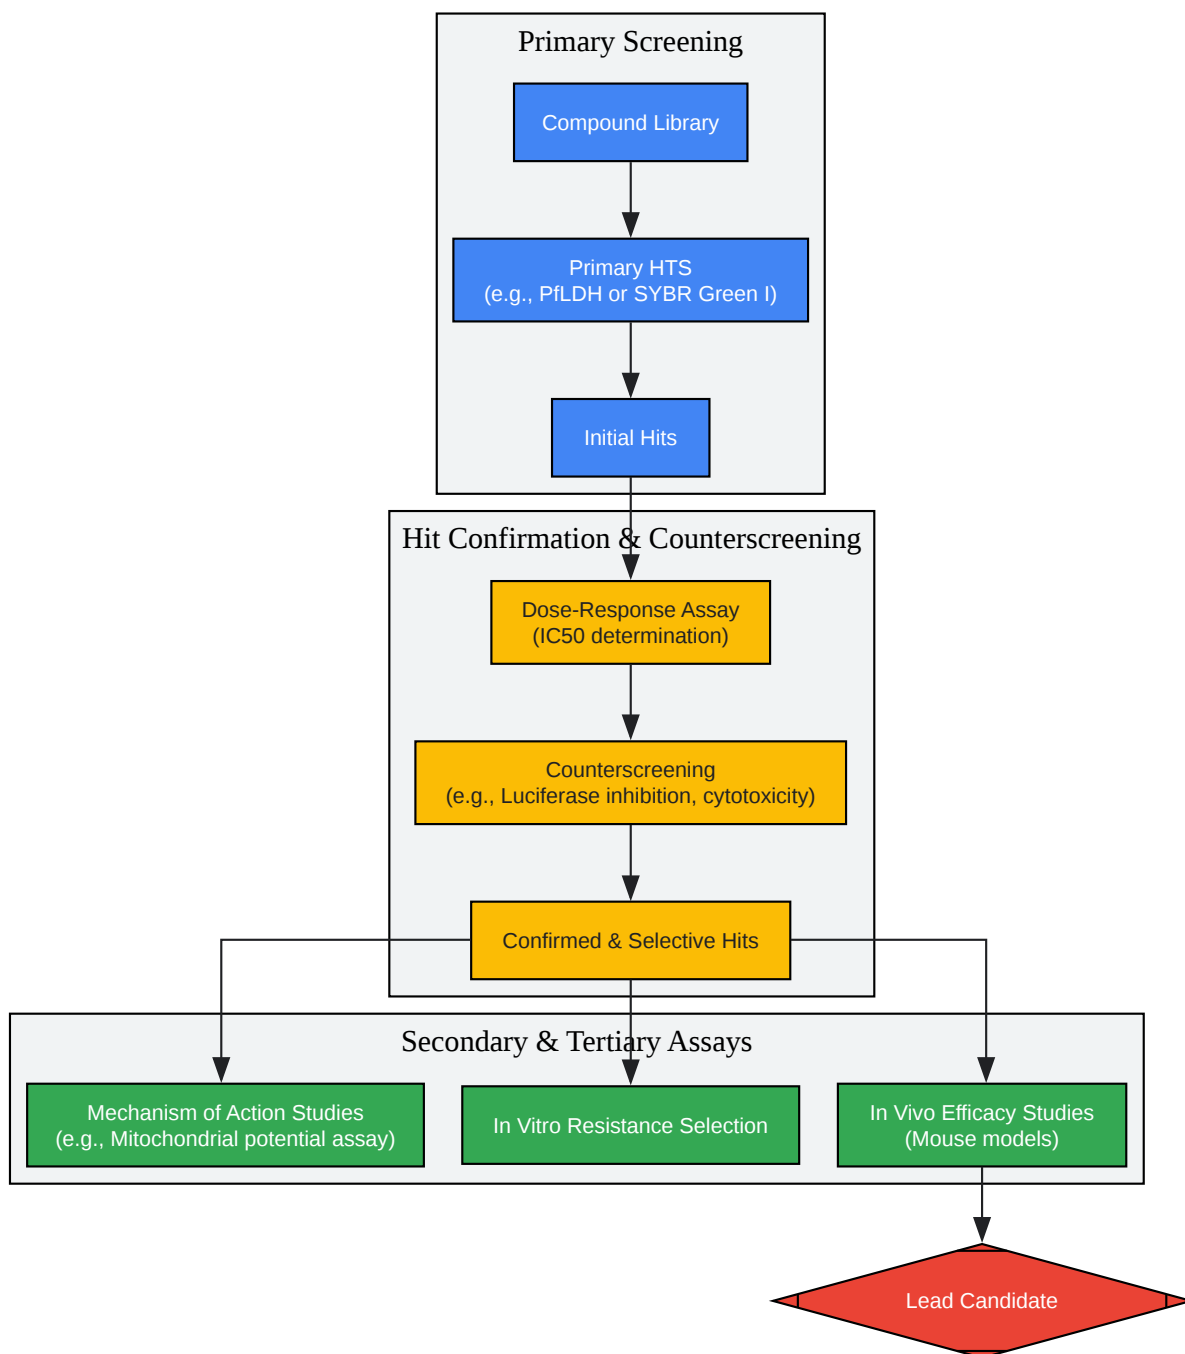 Primary Screening
Compound Library
Primary HTS
(e.g., PfLDH or SYBR Green I)
Initial Hits
Hit Confirmation & Counterscreening
Dose-Response Assay
(IC50 determination)
Counterscreening
(e.g., Luciferase inhibition, cytotoxicity)
Confirmed & Selective Hits
Secondary & Tertiary Assays
Mechanism of Action Studies
(e.g., Mitochondrial potential assay)
In Vitro Resistance Selection
In Vivo Efficacy Studies
(Mouse models)
Lead Candidate